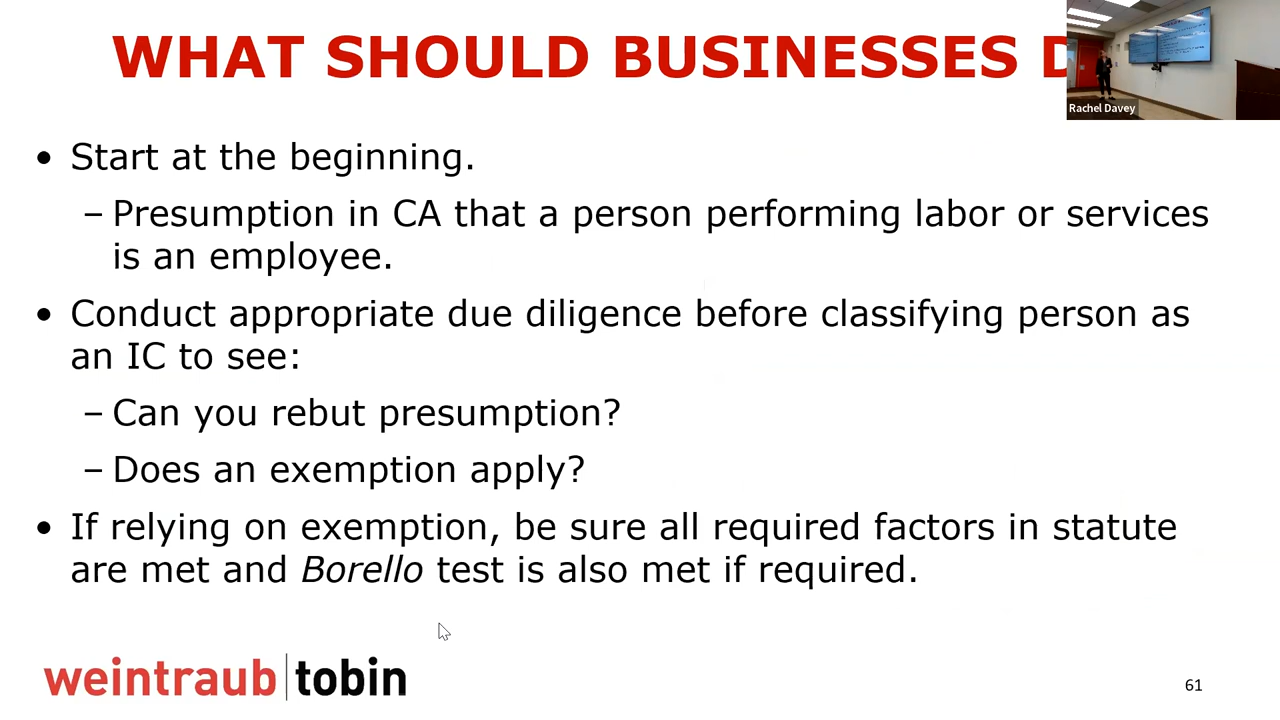 WHAT SHOULD BUSINESSES D
Rachel Davey
• Start at the beginning.
– Presumption in CA that a person performing labor or services
is an employee.
• Conduct appropriate due diligence before classifying person as
an IC to see:
– Can you rebut presumption?
– Does an exemption apply?
• If relying on exemption, be sure all required factors in statute
are met and Borello test is also met if required.
weintraub|tobin
61